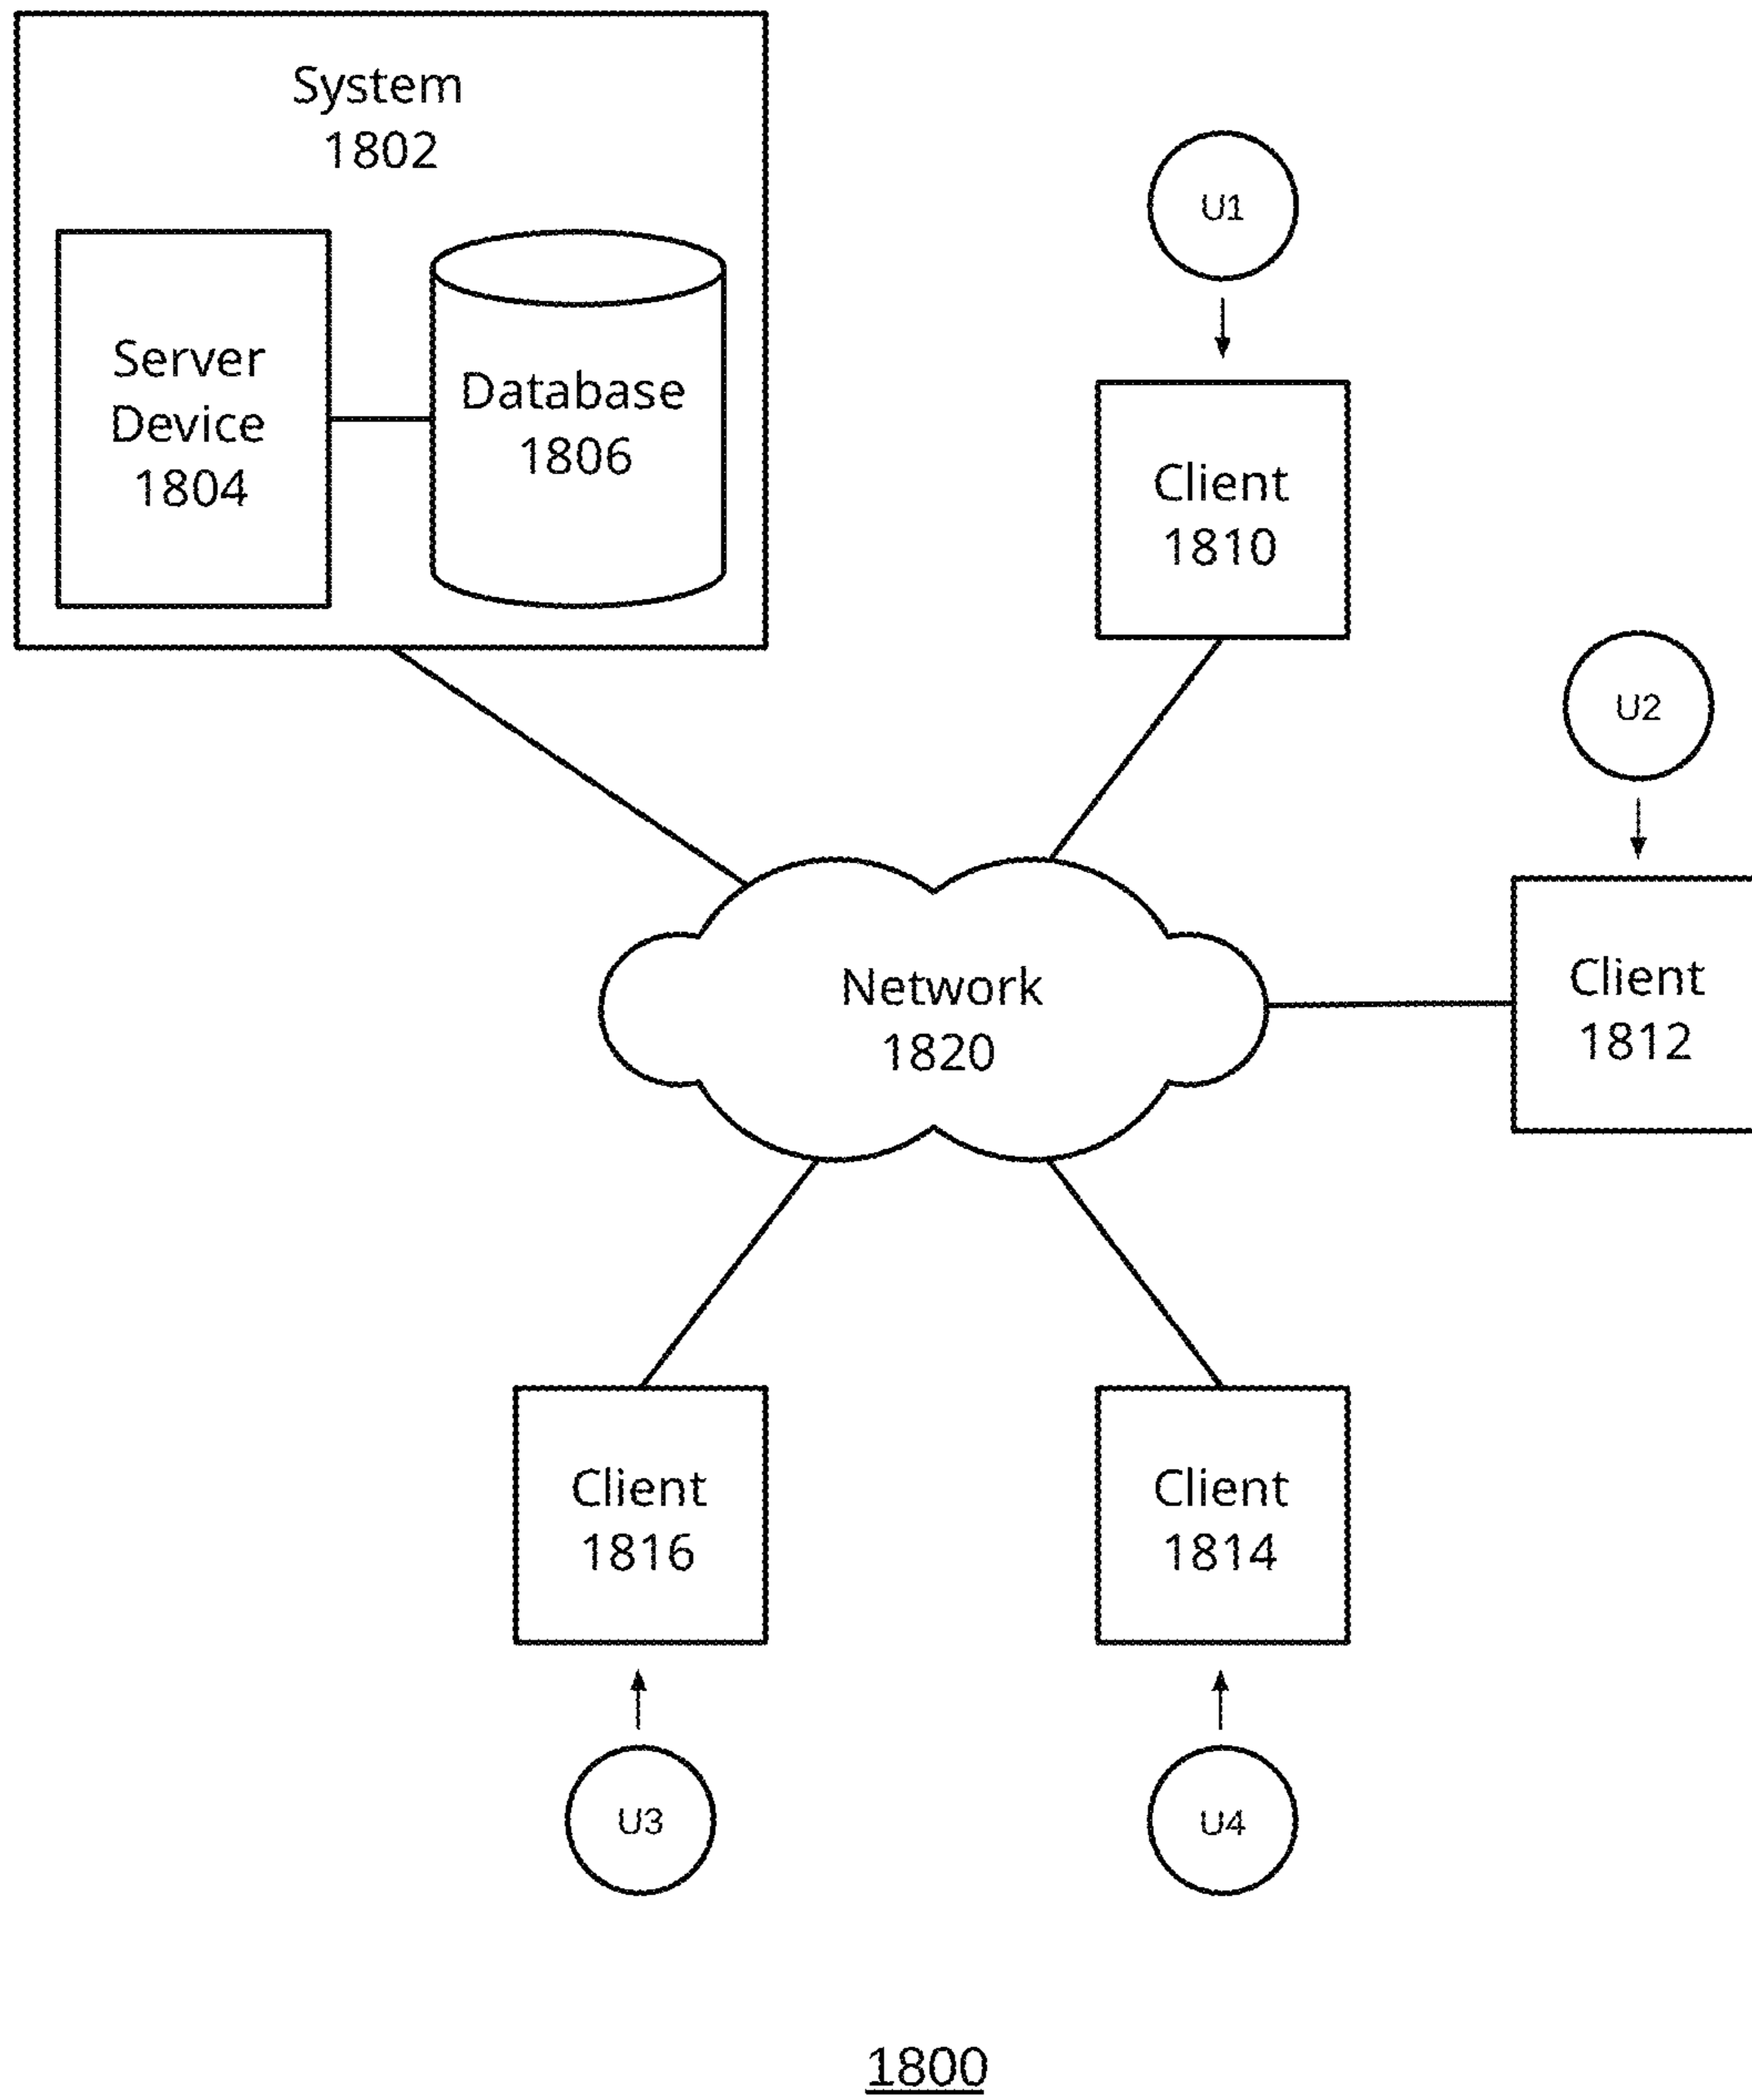 System
1802
Server
Device
1804
Database
1806
U1
Client
1810
U2
Client
1812
Network
1820
Client
1816
Client
1814
U3
U4
1800